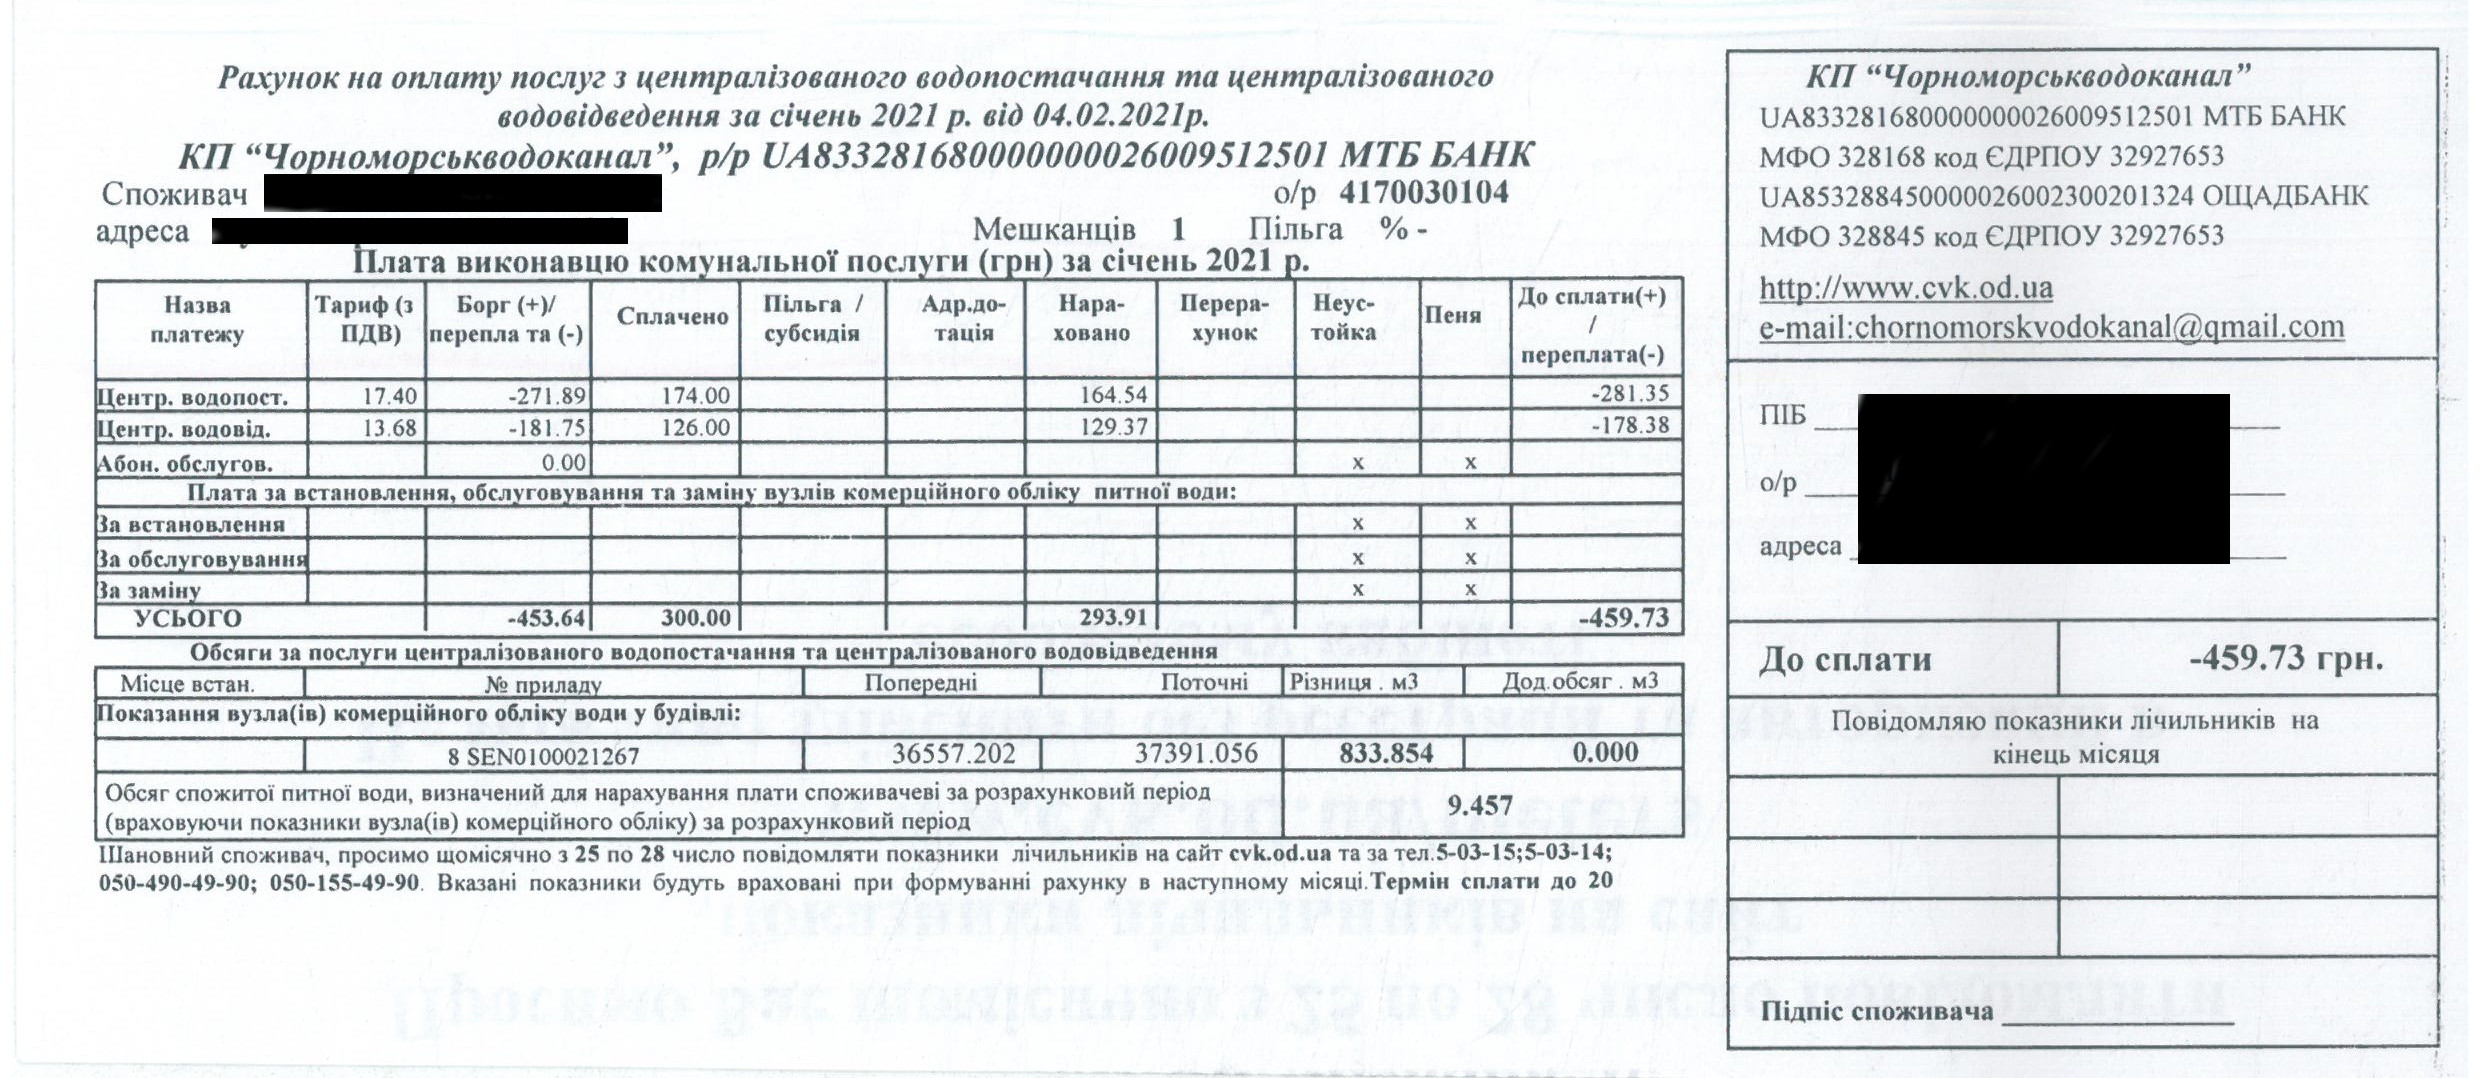 Рахунок на оплату послуг з централізованого водопостачання та централізованого
водовідведення за січень 2021 р. від 04.02.2021р.
КП “Чорноморськводоканал”, р/р UA833281680000000026009512501 МТБ БАНК
Споживач о/р 4170030104
адреса Мешканців 1 Пільга % -
Плата виконавцю комунальної послуги (грн) за січень 2021 р.
Назва платежу Тариф (з ПДВ) Борг (+)/ перепла та (-) Сплачено Пільга / субсидія Адр.до-тація Нара-ховано Перера-хунок Неус-тойка Пеня До сплати(+) / переплата(-)
Центр. водопост. 17.40 -271.89 174.00 164.54 -281.35
Центр. водовід. 13.68 -181.75 126.00 129.37 -178.38
Абон. обслугов. 0.00 x x
Плата за встановлення, обслуговування та заміну вузлів комерційного обліку питної води:
За встановлення x x
За обслуговування x x
За заміну x x
УСЬОГО -453.64 300.00 293.91 -459.73
Обсяги за послуги централізованого водопостачання та централізованого водовідведення
Місце встан. № приладу Попередні Поточні Різниця . м3 Дод.обсяг . м3
Показання вузла(ів) комерційного обліку води у будівлі:
8 SEN0100021267 36557.202 37391.056 833.854 0.000
Обсяг спожитої питної води, визначений для нарахування плати споживачеві за розрахунковий період
(враховуючи показники вузла(ів) комерційного обліку) за розрахунковий період 9.457
Шановний споживач, просимо щомісячно з 25 по 28 число повідомляти показники лічильників на сайт cvk.od.ua та за тел.5-03-15;5-03-14;
050-490-49-90; 050-155-49-90. Вказані показники будуть враховані при формуванні рахунку в наступному місяці.Термін сплати до 20
КП “Чорноморськводоканал”
UA833281680000000026009512501 МТБ БАНК
МФО 328168 код ЄДРПОУ 32927653
UA853288450000026002300201324 ОЩАДБАНК
МФО 328845 код ЄДРПОУ 32927653
http://www.cvk.od.ua
e-mail:chornomorskvodokanal@qmail.com
ПІБ
о/р
адреса
До сплати -459.73 грн.
Повідомляю показники лічильників на
кінець місяця
Підпіс споживача